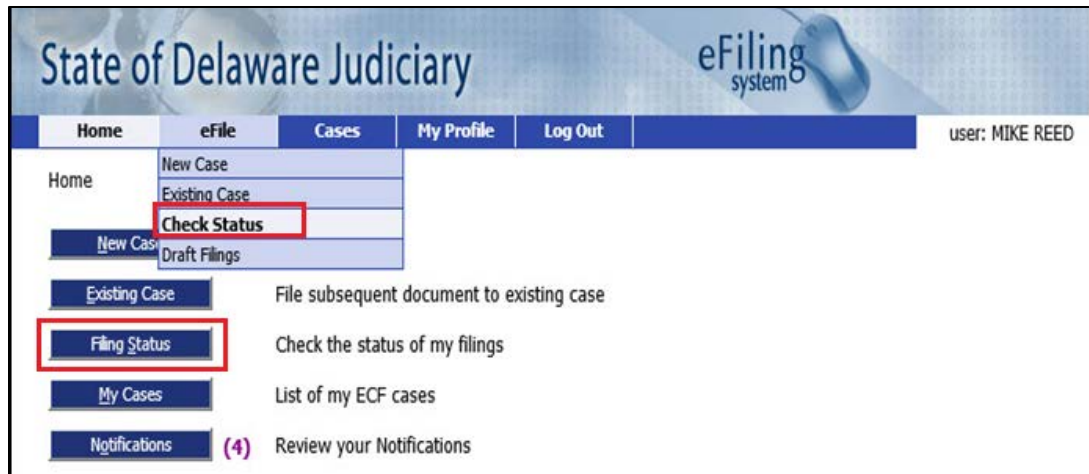 State of Delaware Judiciary
eFiling
system
Home eFile Cases My Profile Log Out user: MIKE REED
New Case
Home
Existing Case
Check Status
New Cas
Draft Filings
Existing Case File subsequent document to existing case
Filing Status Check the status of my filings
My Cases List of my ECF cases
Notifications (4) Review your Notifications